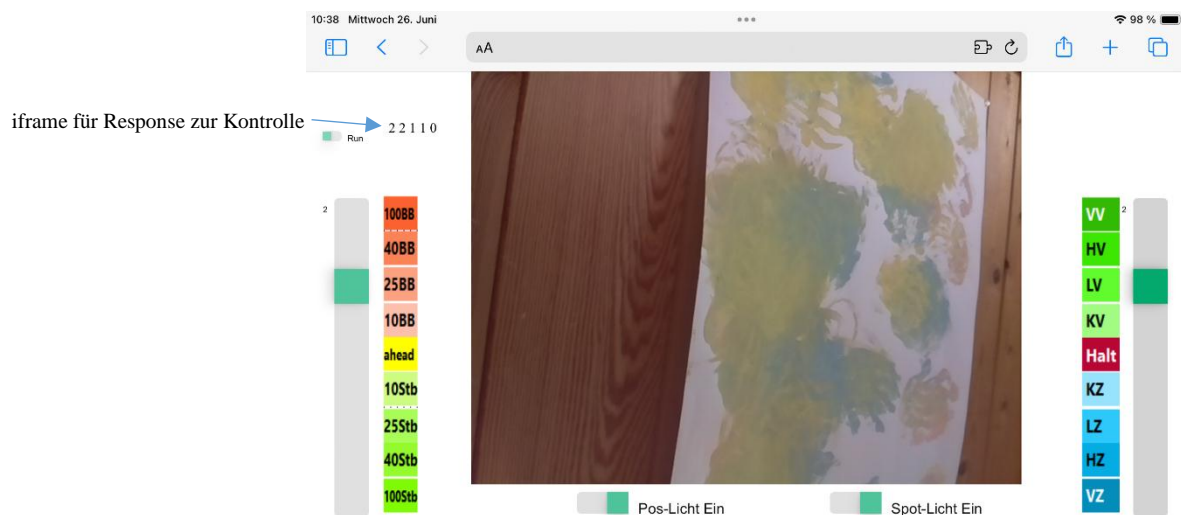 10:38 Mittwoch 26. Juni
98 %
AA
iframe für Response zur Kontrolle
2 2 1 1 0
Run
2
100BB
40BB
25BB
10BB
ahead
10Stb
25Stb
40Stb
100Stb
VV
HV
LV
KV
Halt
KZ
LZ
HZ
VZ
2
Pos-Licht Ein
Spot-Licht Ein